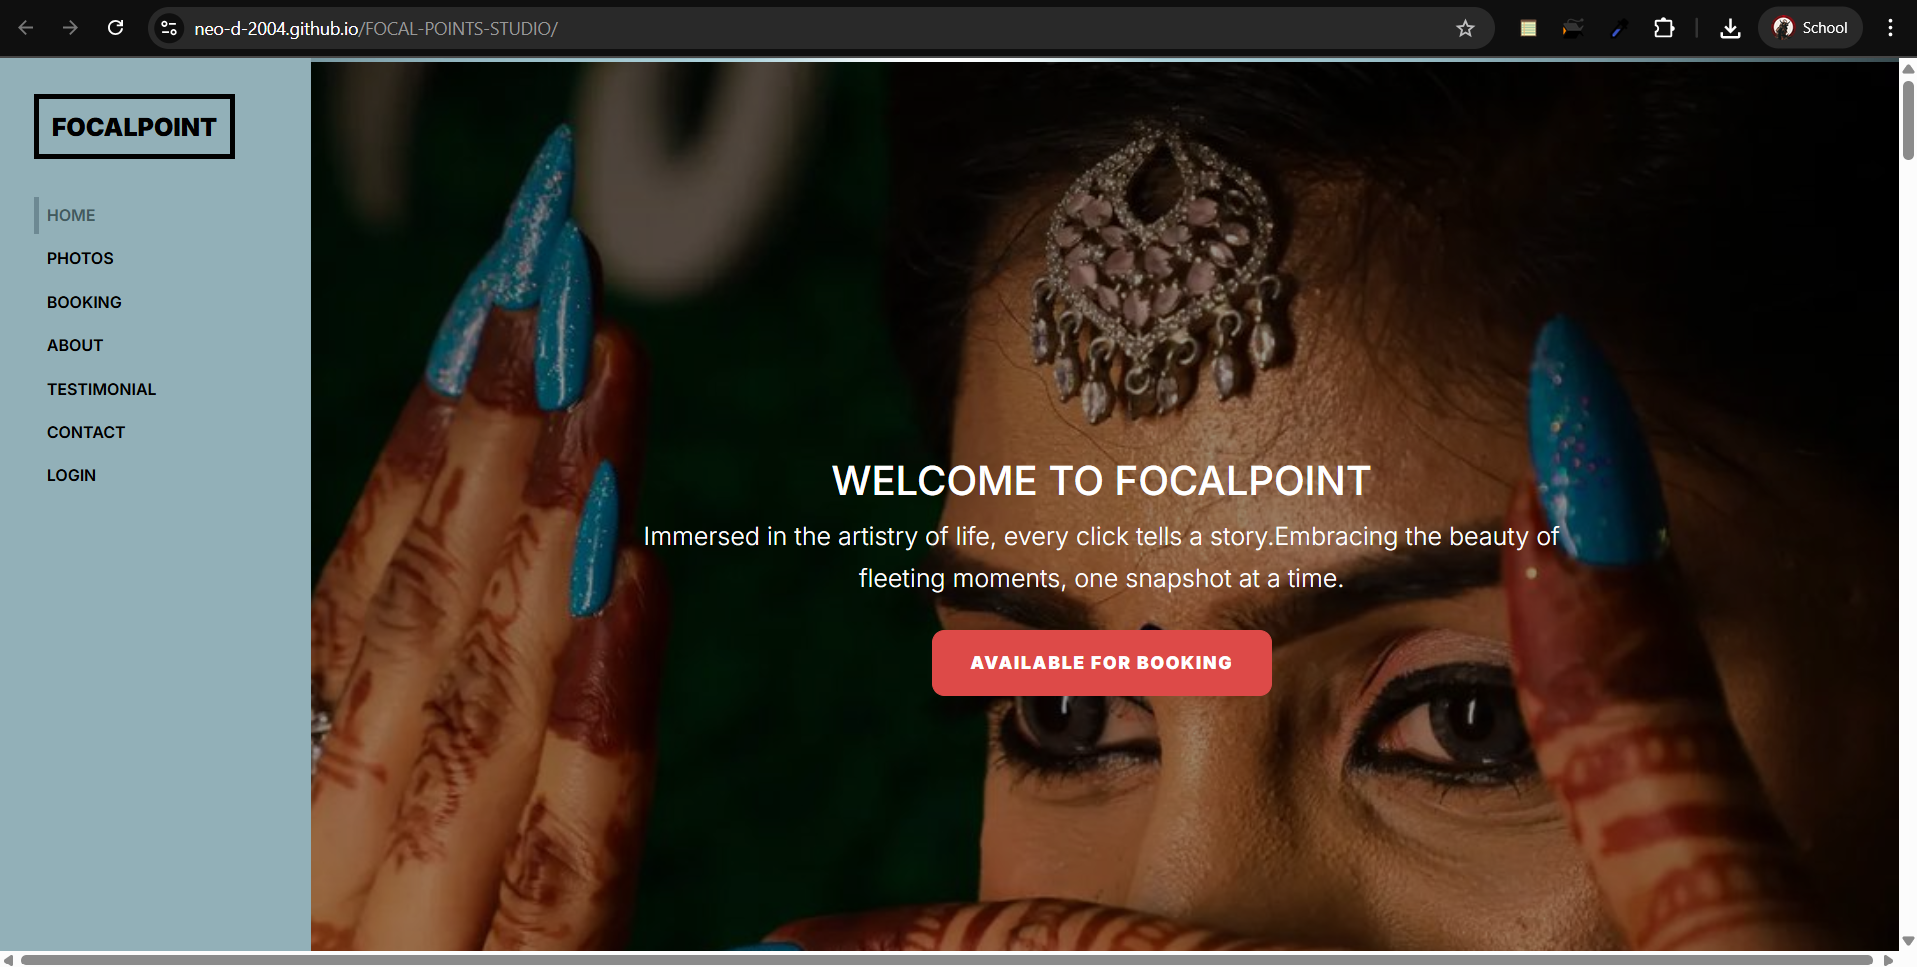 neo-d-2004.github.io/FOCAL-POINTS-STUDIO/
School
FOCALPOINT
HOME
PHOTOS
BOOKING
ABOUT
TESTIMONIAL
CONTACT
LOGIN
WELCOME TO FOCALPOINT
Immersed in the artistry of life, every click tells a story.Embracing the beauty of
fleeting moments, one snapshot at a time.
AVAILABLE FOR BOOKING